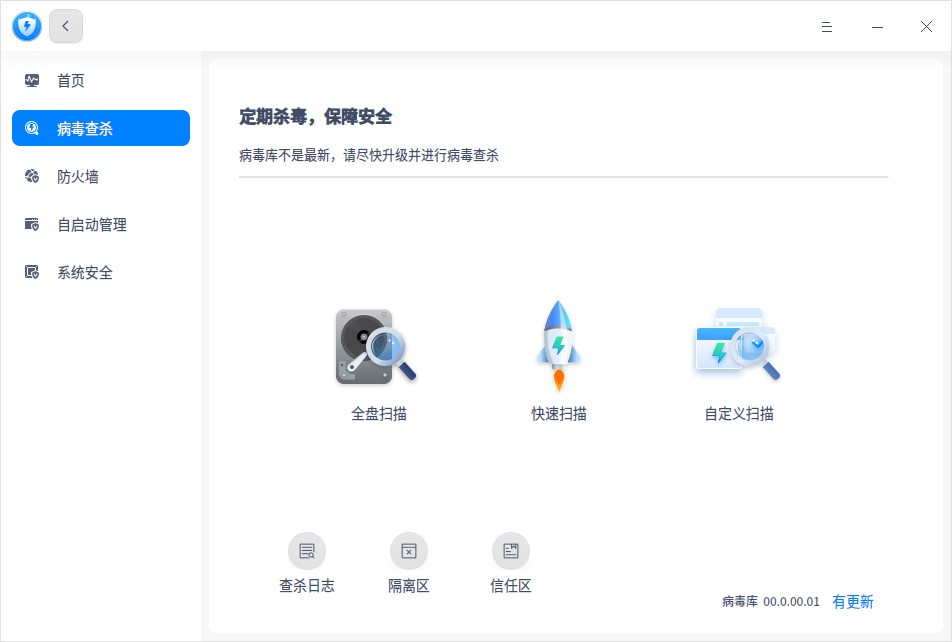 首页
病毒查杀
防火墙
自启动管理
系统安全
定期杀毒，保障安全
病毒库不是最新，请尽快升级并进行病毒查杀
全盘扫描
快速扫描
自定义扫描
查杀日志
隔离区
信任区
病毒库 00.0.00.01 有更新